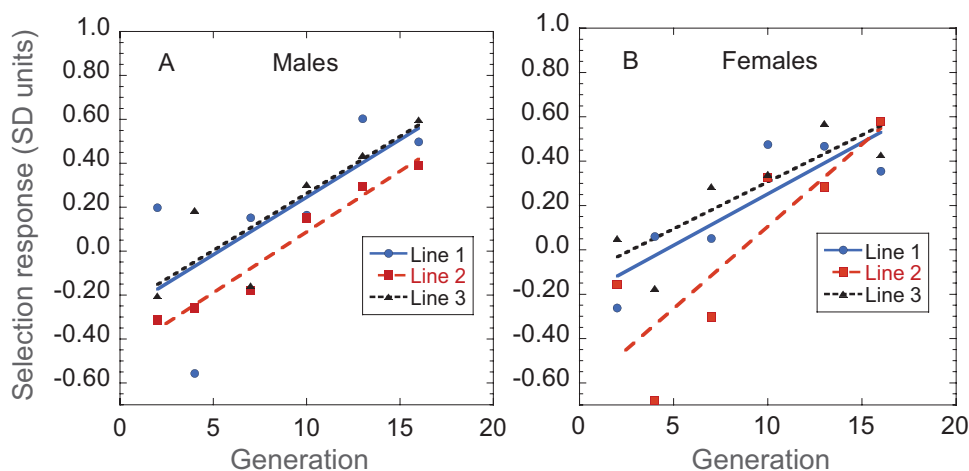 Selection response (SD units)
A
Males
1.0
0.80
0.60
0.40
0.20
0.0
-0.20
-0.40
-0.60
Line 1
Line 2
Line 3
0
5
10
15
20
Generation
B
Females
1.0
0.80
0.60
0.40
0.20
0.0
-0.20
-0.40
-0.60
Line 1
Line 2
Line 3
0
5
10
15
20
Generation